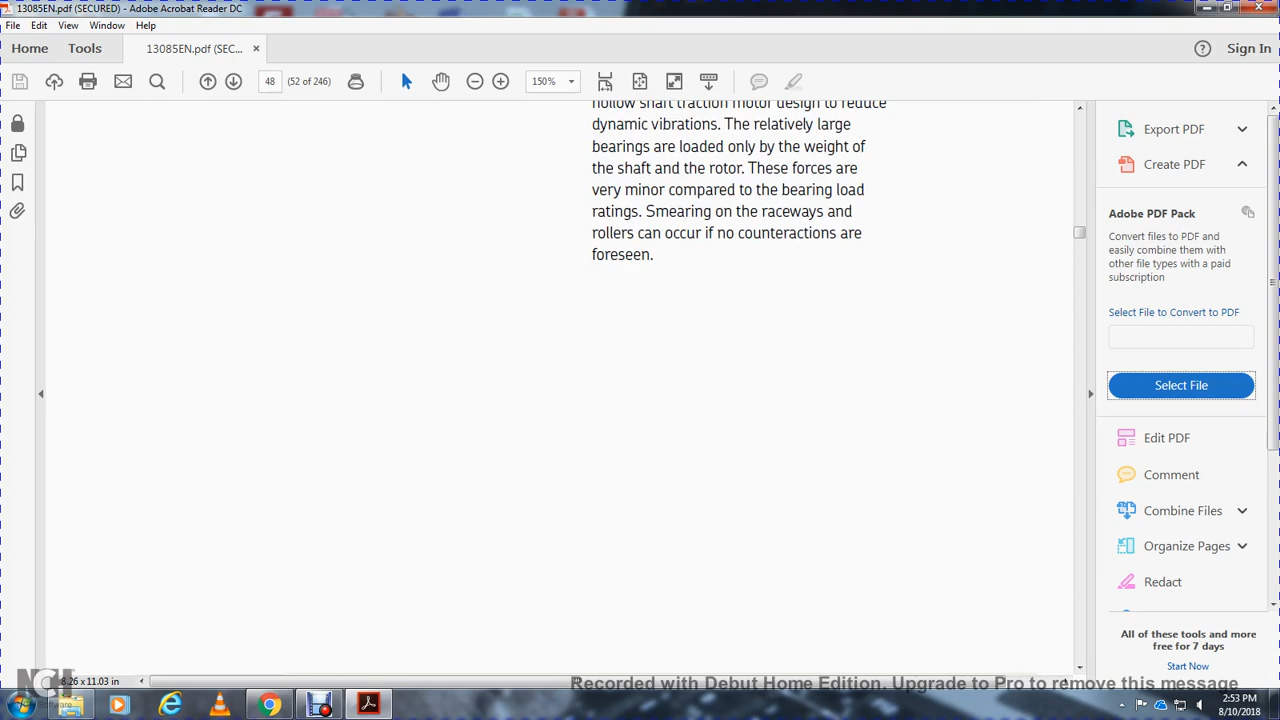 13085EN.pdf (SECURED) - Adobe Acrobat Reader DC
File Edit View Window Help
Home Tools 13085EN.pdf (SEC... × Sign In
48 (52 of 246) 150%
hollow shaft traction motor design to reduce
dynamic vibrations. The relatively large
bearings are loaded only by the weight of
the shaft and the rotor. These forces are
very minor compared to the bearing load
ratings. Smearing on the raceways and
rollers can occur if no counteractions are
foreseen.
Export PDF
Create PDF
Adobe PDF Pack
Convert files to PDF and
easily combine them with
other file types with a paid
subscription
Select File to Convert to PDF
Select File
Edit PDF
Comment
Combine Files
Organize Pages
Redact
All of these tools and more
free for 7 days
Start Now
8.26 x 11.03 in
NCH
Software
Recorded with Debut Home Edition. Upgrade to Pro to remove this message
2:53 PM
8/10/2018